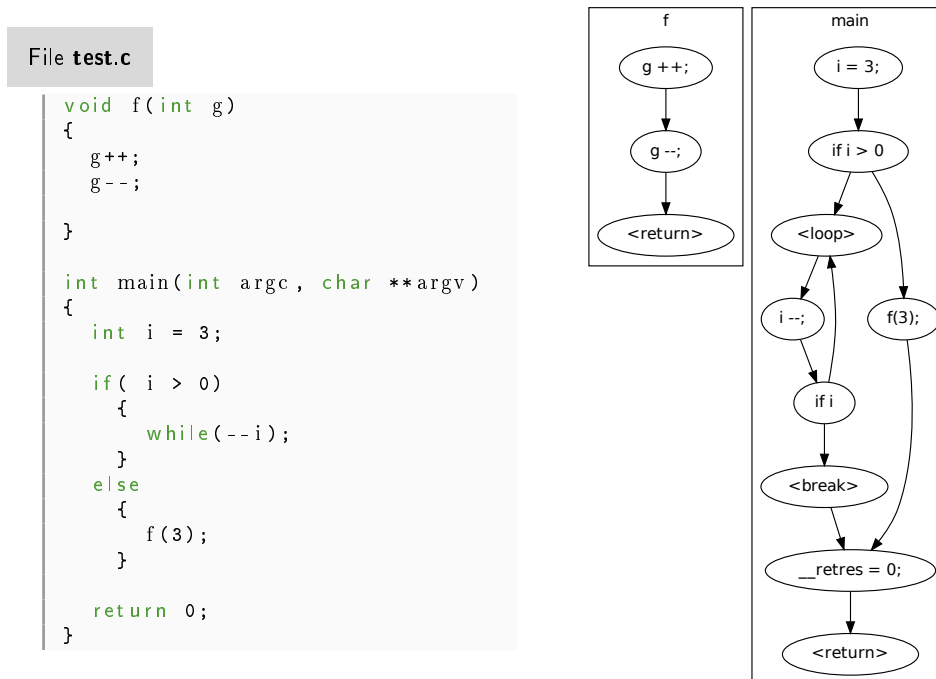 File test.c
void f(int g)
{
g++;
g--;
}
int main(int argc, char **argv)
{
int i = 3;
if( i > 0)
{
while(--i);
}
else
{
f(3);
}
return 0;
}
f
g ++;
g --;
<return>
main
i = 3;
if i > 0
<loop>
i --;
f(3);
if i
<break>
__retres = 0;
<return>